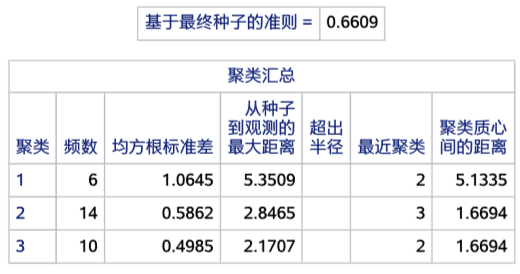 基于最终种子的准则 = 0.6609
聚类汇总
聚类 频数 均方根标准差 从种子到观测的最大距离 超出半径 最近聚类 聚类质心间的距离
1 6 1.0645 5.3509 2 5.1335
2 14 0.5862 2.8465 3 1.6694
3 10 0.4985 2.1707 2 1.6694